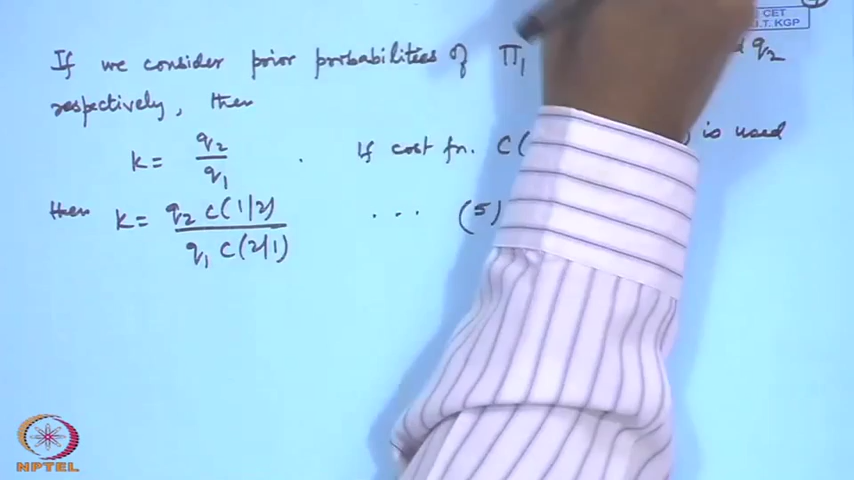 CET
I.I.T. KGP
If we consider prior probabilities of Π₁ q₂
respectively, then
k = q₂ / q₁ . If cost fn. C( ) is used
then k = q₂ C(1|2) / q₁ C(2|1) . . . (5)
NPTEL